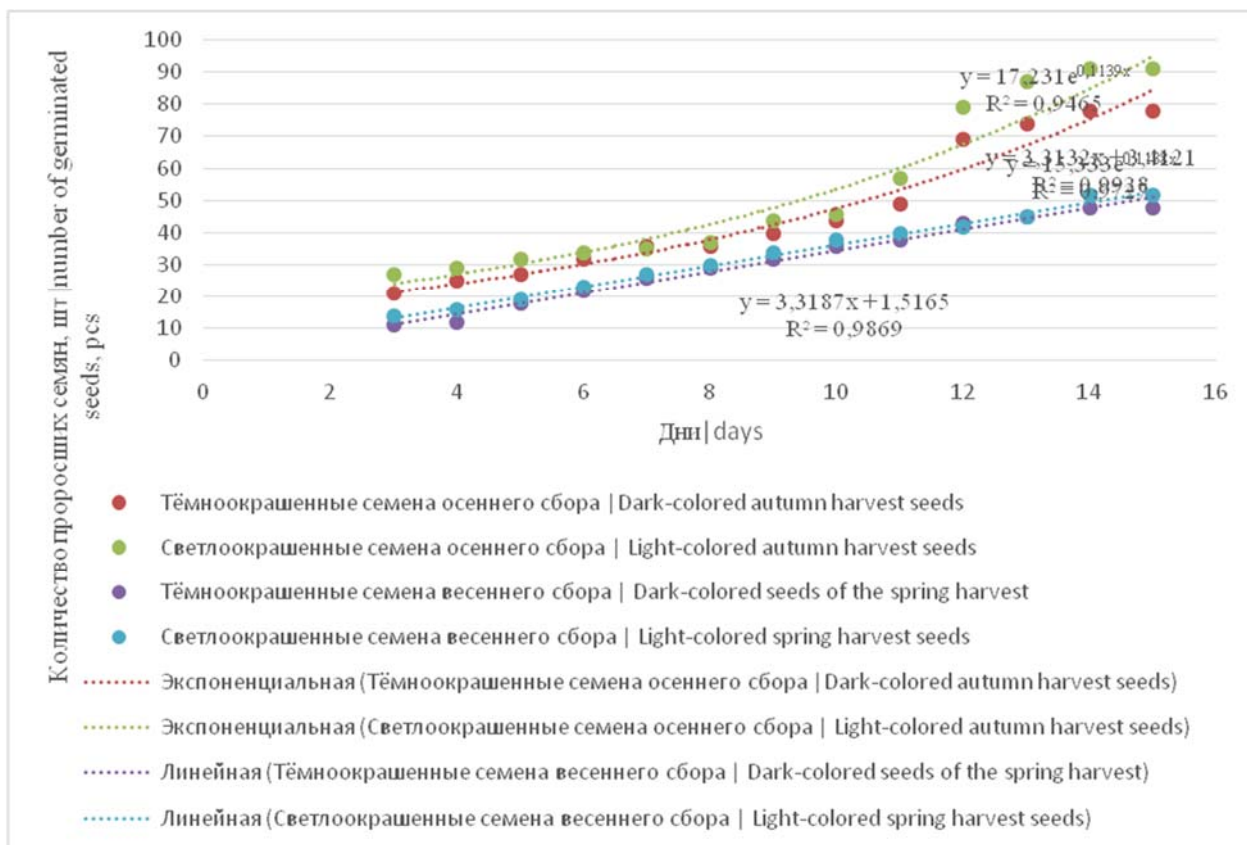 Количество проросших семян, шт |number of germinated
seeds, pcs
100
90
80
70
60
50
40
30
20
10
0
0 2 4 6 8 10 12 14 16
y = 17,231e^0,1139x
R² = 0,9465
y = 3,3132x + 3,1121
y = 3,3187x + 1,5165
R² = 0,9869
Дни|days
Тёмноокрашенные семена осеннего сбора |Dark-colored autumn harvest seeds
Светлоокрашенные семена осеннего сбора | Light-colored autumn harvest seeds
Тёмноокрашенные семена весеннего сбора | Dark-colored seeds of the spring harvest
Светлоокрашенные семена весеннего сбора | Light-colored spring harvest seeds
Экспоненциальная (Тёмноокрашенные семена осеннего сбора |Dark-colored autumn harvest seeds)
Экспоненциальная (Светлоокрашенные семена осеннего сбора | Light-colored autumn harvest seeds)
Линейная (Тёмноокрашенные семена весеннего сбора | Dark-colored seeds of the spring harvest)
Линейная (Светлоокрашенные семена весеннего сбора | Light-colored spring harvest seeds)